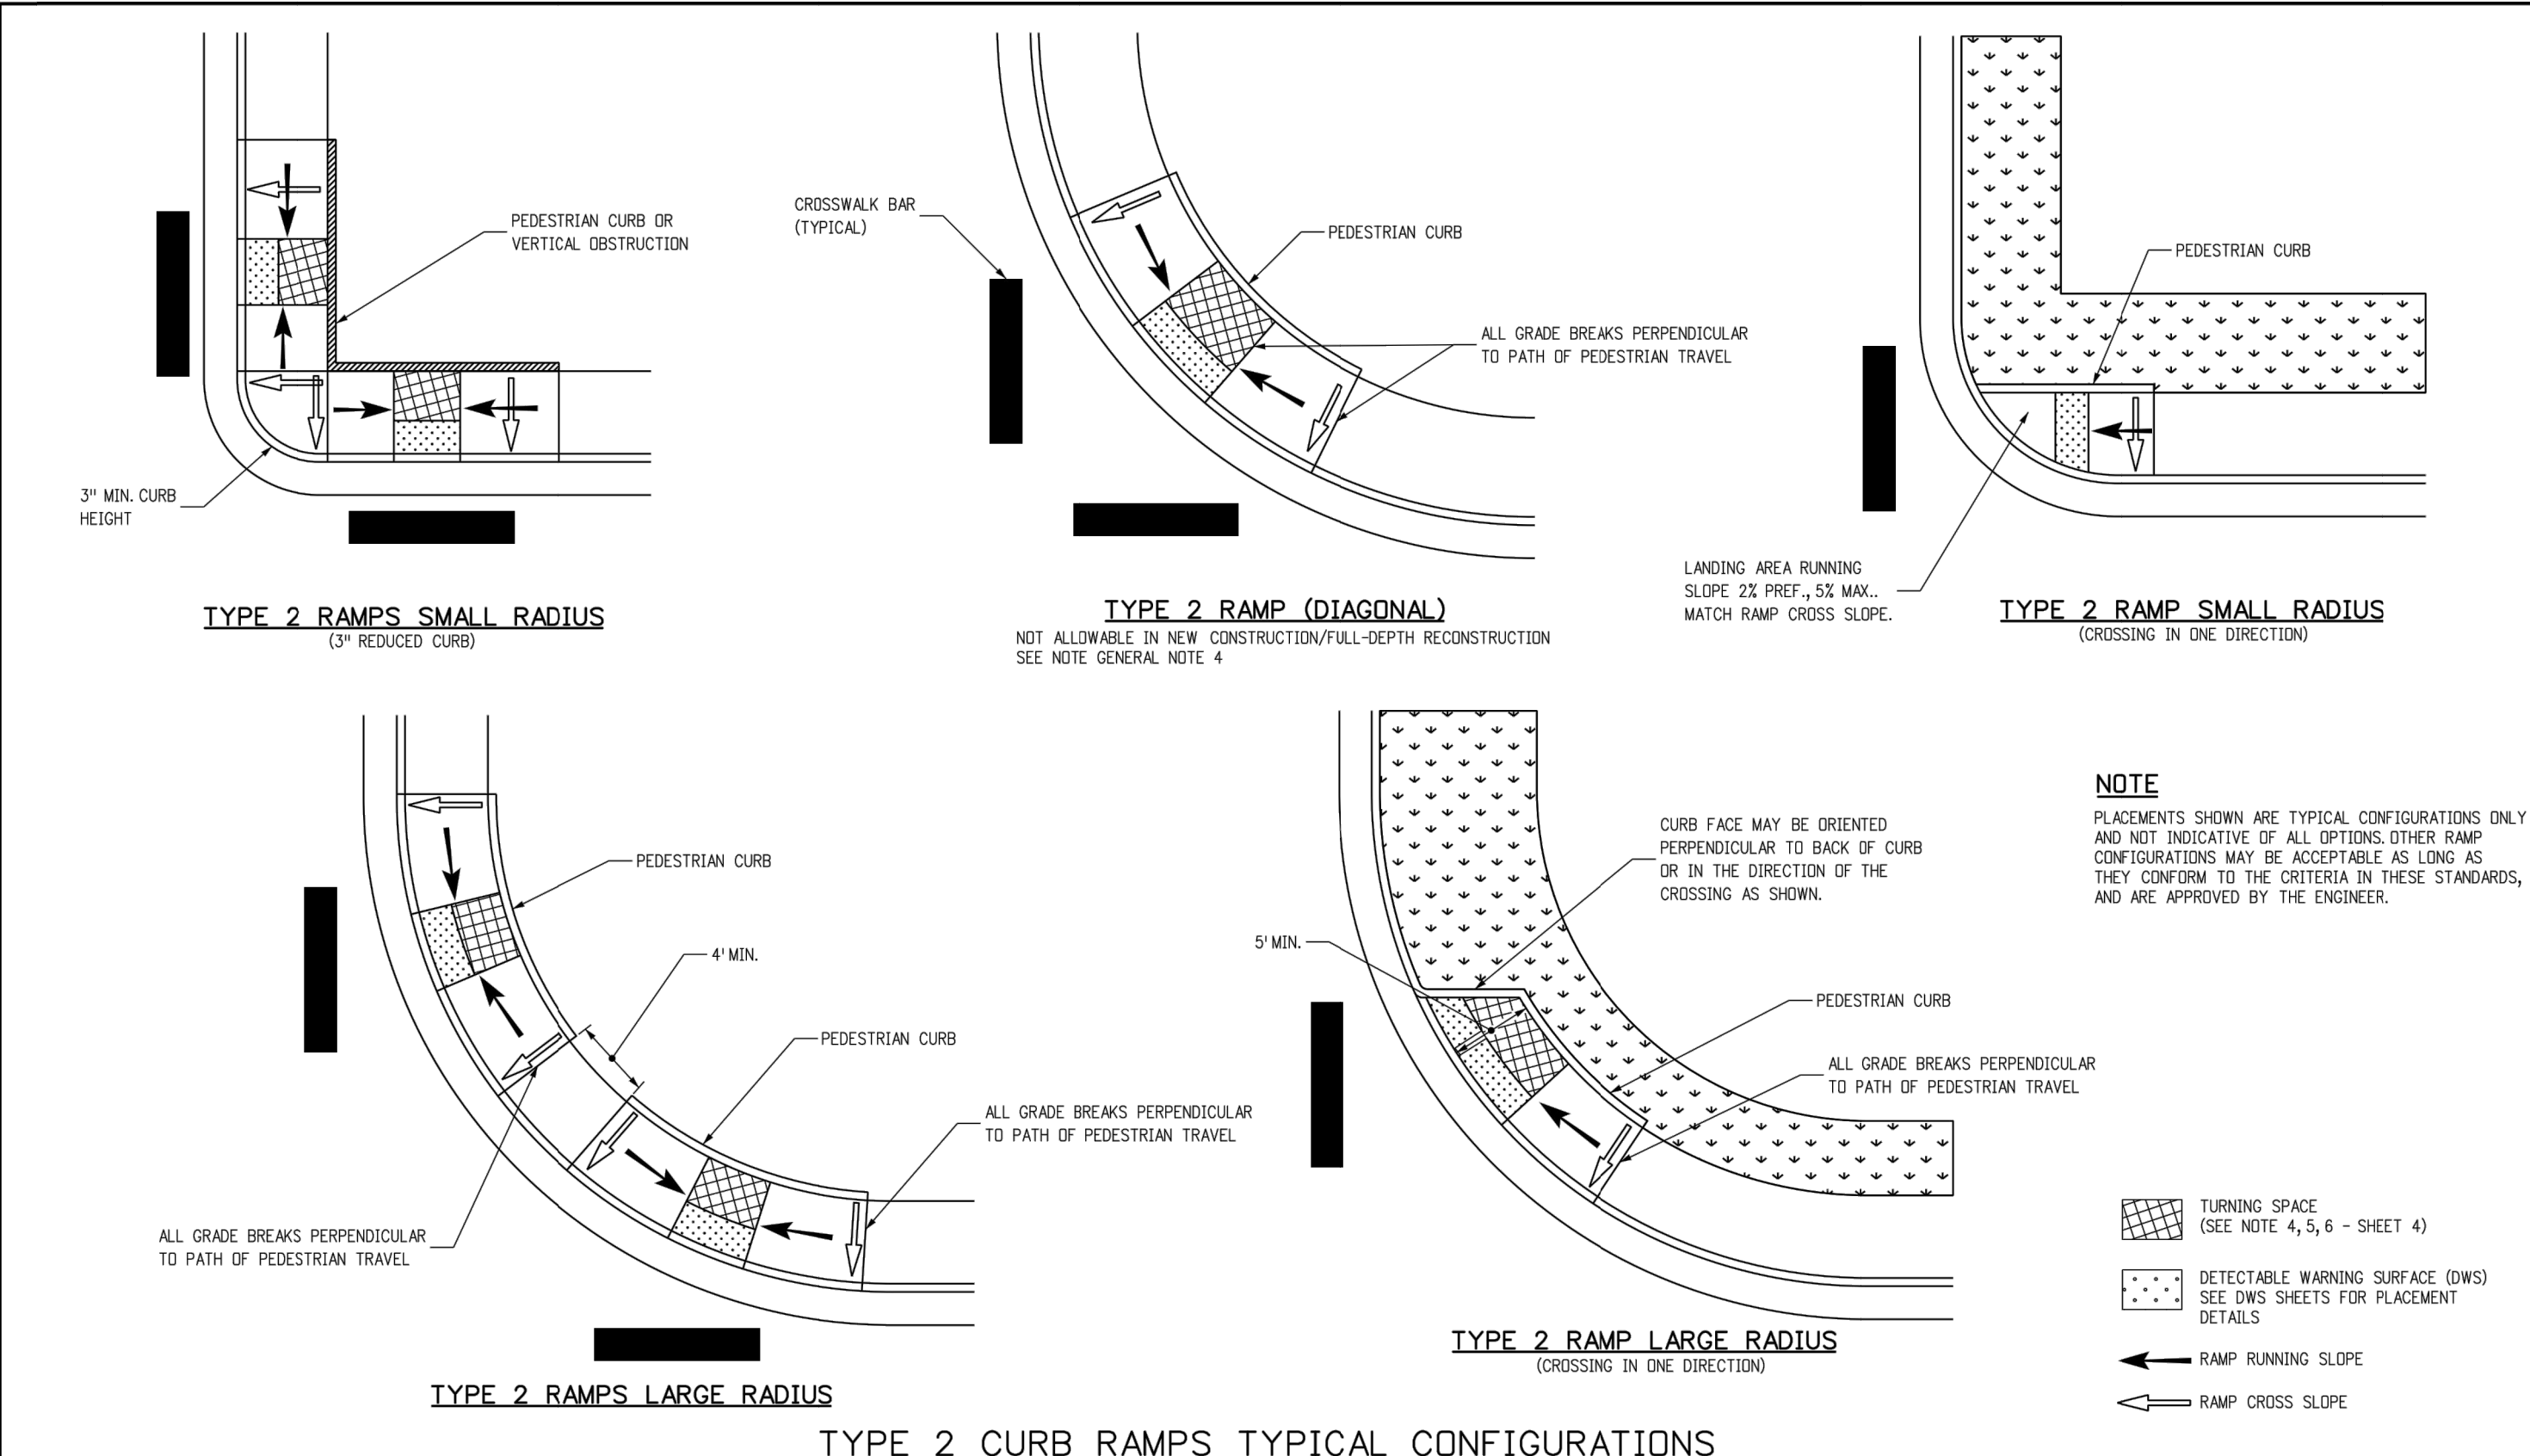 PEDESTRIAN CURB OR
VERTICAL OBSTRUCTION
3" MIN. CURB
HEIGHT
TYPE 2 RAMPS SMALL RADIUS
(3" REDUCED CURB)
CROSSWALK BAR
(TYPICAL)
PEDESTRIAN CURB
ALL GRADE BREAKS PERPENDICULAR
TO PATH OF PEDESTRIAN TRAVEL
TYPE 2 RAMP (DIAGONAL)
NOT ALLOWABLE IN NEW CONSTRUCTION/FULL-DEPTH RECONSTRUCTION
SEE NOTE GENERAL NOTE 4
PEDESTRIAN CURB
LANDING AREA RUNNING
SLOPE 2% PREF., 5% MAX..
MATCH RAMP CROSS SLOPE.
TYPE 2 RAMP SMALL RADIUS
(CROSSING IN ONE DIRECTION)
PEDESTRIAN CURB
4' MIN.
PEDESTRIAN CURB
ALL GRADE BREAKS PERPENDICULAR
TO PATH OF PEDESTRIAN TRAVEL
ALL GRADE BREAKS PERPENDICULAR
TO PATH OF PEDESTRIAN TRAVEL
TYPE 2 RAMPS LARGE RADIUS
CURB FACE MAY BE ORIENTED
PERPENDICULAR TO BACK OF CURB
OR IN THE DIRECTION OF THE
CROSSING AS SHOWN.
5' MIN.
PEDESTRIAN CURB
ALL GRADE BREAKS PERPENDICULAR
TO PATH OF PEDESTRIAN TRAVEL
TYPE 2 RAMP LARGE RADIUS
(CROSSING IN ONE DIRECTION)
NOTE
PLACEMENTS SHOWN ARE TYPICAL CONFIGURATIONS ONLY
AND NOT INDICATIVE OF ALL OPTIONS. OTHER RAMP
CONFIGURATIONS MAY BE ACCEPTABLE AS LONG AS
THEY CONFORM TO THE CRITERIA IN THESE STANDARDS,
AND ARE APPROVED BY THE ENGINEER.
TURNING SPACE
(SEE NOTE 4, 5, 6 - SHEET 4)
DETECTABLE WARNING SURFACE (DWS)
SEE DWS SHEETS FOR PLACEMENT
DETAILS
RAMP RUNNING SLOPE
RAMP CROSS SLOPE
TYPE 2 CURB RAMPS TYPICAL CONFIGURATIONS